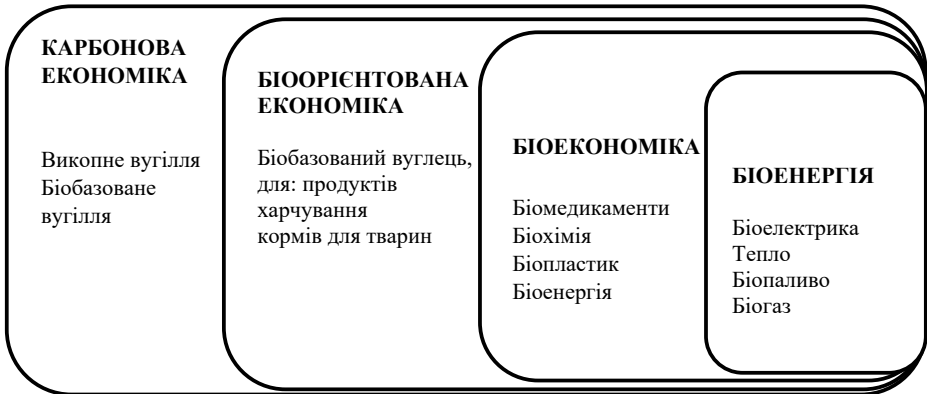 КАРБОНОВА
ЕКОНОМІКА
Викопне вугілля
Біобазоване
вугілля
БІООРІЄНТОВАНА
ЕКОНОМІКА
Біобазований вуглець,
для: продуктів
харчування
кормів для тварин
БІОЕКОНОМІКА
Біомедикаменти
Біохімія
Біопластик
Біоенергія
БІОЕНЕРГІЯ
Біоелектрика
Тепло
Біопаливо
Біогаз